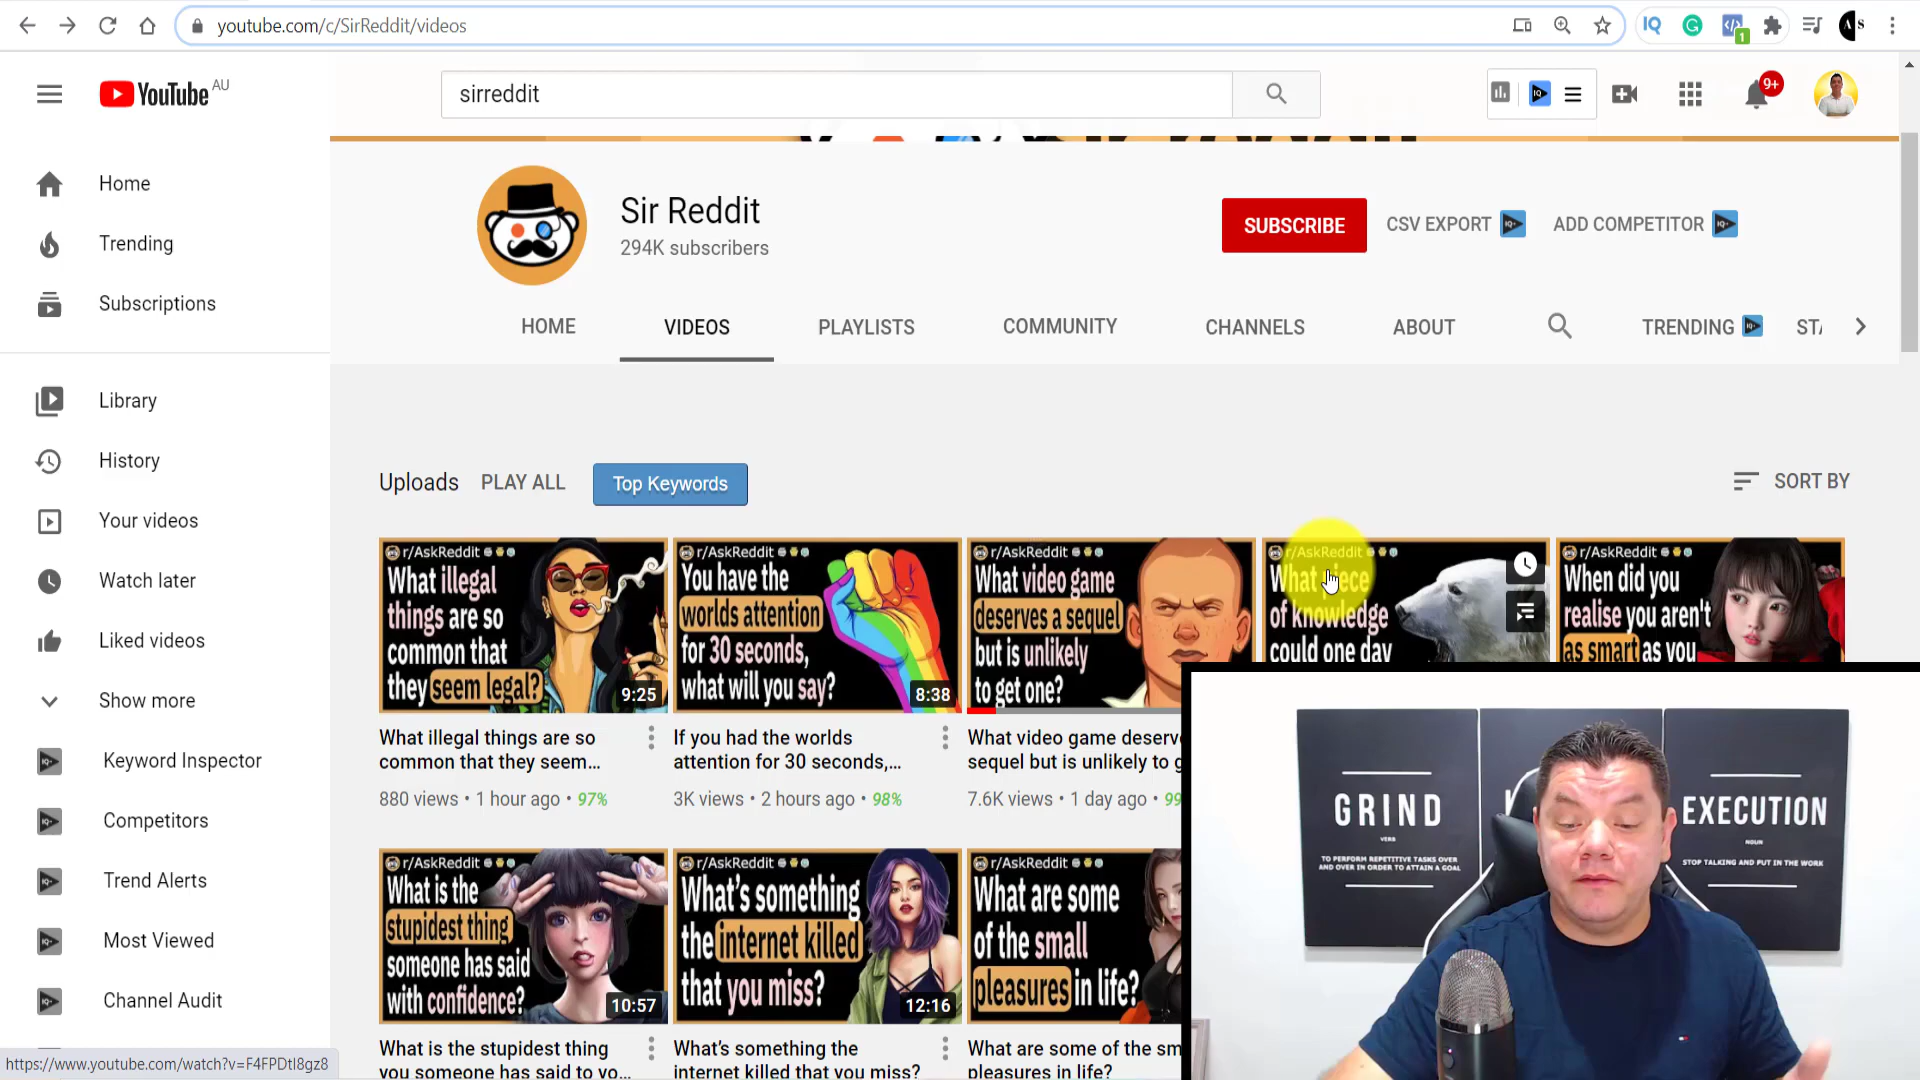 youtube.com/c/SirReddit/videos
1
A S
YouTube AU
sirreddit
9+
Home
Trending
Subscriptions
Library
History
Your videos
Watch later
Liked videos
Show more
Keyword Inspector
Competitors
Trend Alerts
Most Viewed
Channel Audit
Sir Reddit
294K subscribers
SUBSCRIBE
CSV EXPORT
ADD COMPETITOR
HOME
VIDEOS
PLAYLISTS
COMMUNITY
CHANNELS
ABOUT
TRENDING
STA
Uploads
PLAY ALL
Top Keywords
SORT BY
r/AskReddit
What illegal
things are so
common that
they seem legal?
9:25
r/AskReddit
You have the
worlds attention
for 30 seconds,
what will you say?
8:38
r/AskReddit
What video game
deserves a sequel
but is unlikely
to get one?
r/AskReddit
What piece
of knowledge
could one day
r/AskReddit
When did you
realise you aren't
as smart as you
What illegal things are so
common that they seem...
880 views • 1 hour ago • 97%
If you had the worlds
attention for 30 seconds,...
3K views • 2 hours ago • 98%
What video game deserv
sequel but is unlikely to g
7.6K views • 1 day ago • 99
r/AskReddit
What is the
stupidest thing
someone has said
with confidence?
10:57
r/AskReddit
What's something
the internet killed
that you miss?
12:16
r/AskReddit
What are some
of the small
pleasures in life?
What is the stupidest thing
you someone has said to yo...
What's something the
internet killed that you miss?
What are some of the sm
pleasures in life?
GRIND
VERB
TO PERFORM REPETITIVE TASKS OVER
AND OVER IN ORDER TO ATTAIN A GOAL
EXECUTION
NOUN
STOP TALKING AND PUT IN THE WORK
https://www.youtube.com/watch?v=F4FPDtI8gz8